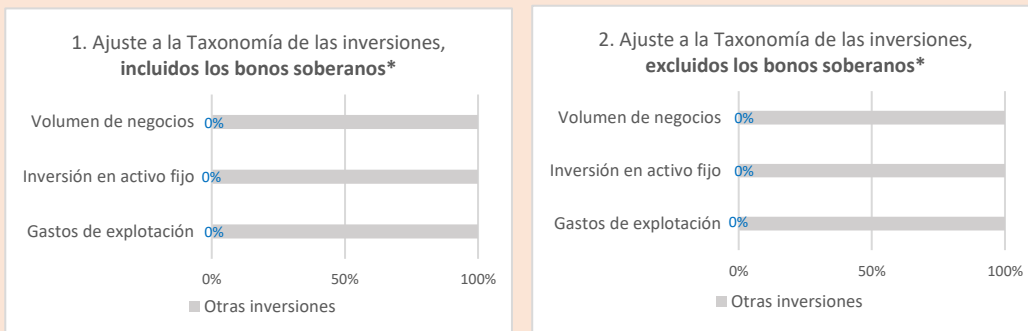 1. Ajuste a la Taxonomía de las inversiones,
incluidos los bonos soberanos*
Volumen de negocios 0%
Inversión en activo fijo 0%
Gastos de explotación 0%
0% 50% 100%
Otras inversiones
2. Ajuste a la Taxonomía de las inversiones,
excluidos los bonos soberanos*
Volumen de negocios 0%
Inversión en activo fijo 0%
Gastos de explotación 0%
0% 50% 100%
Otras inversiones